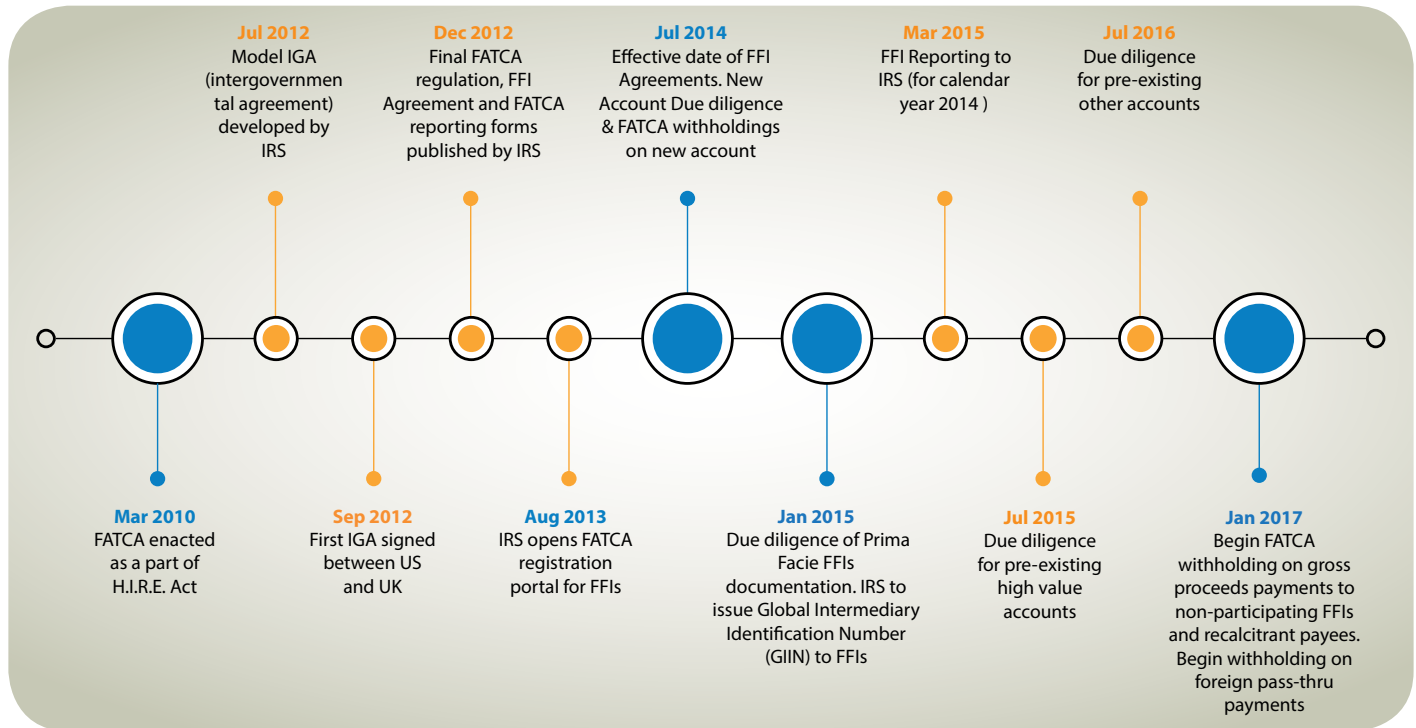 Jul 2012
Model IGA
(intergovernmen
tal agreement)
developed by
IRS
Dec 2012
Final FATCA
regulation, FFI
Agreement and FATCA
reporting forms
published by IRS
Jul 2014
Effective date of FFI
Agreements. New
Account Due diligence
& FATCA withholdings
on new account
Mar 2015
FFI Reporting to
IRS (for calendar
year 2014 )
Jul 2016
Due diligence
for pre-existing
other accounts
Mar 2010
FATCA enacted
as a part of
H.I.R.E. Act
Sep 2012
First IGA signed
between US
and UK
Aug 2013
IRS opens FATCA
registration
portal for FFIs
Jan 2015
Due diligence of Prima
Facie FFIs
documentation. IRS to
issue Global Intermediary
Identification Number
(GIIN) to FFIs
Jul 2015
Due diligence
for pre-existing
high value
accounts
Jan 2017
Begin FATCA
withholding on gross
proceeds payments to
non-participating FFIs
and recalcitrant payees.
Begin withholding on
foreign pass-thru
payments